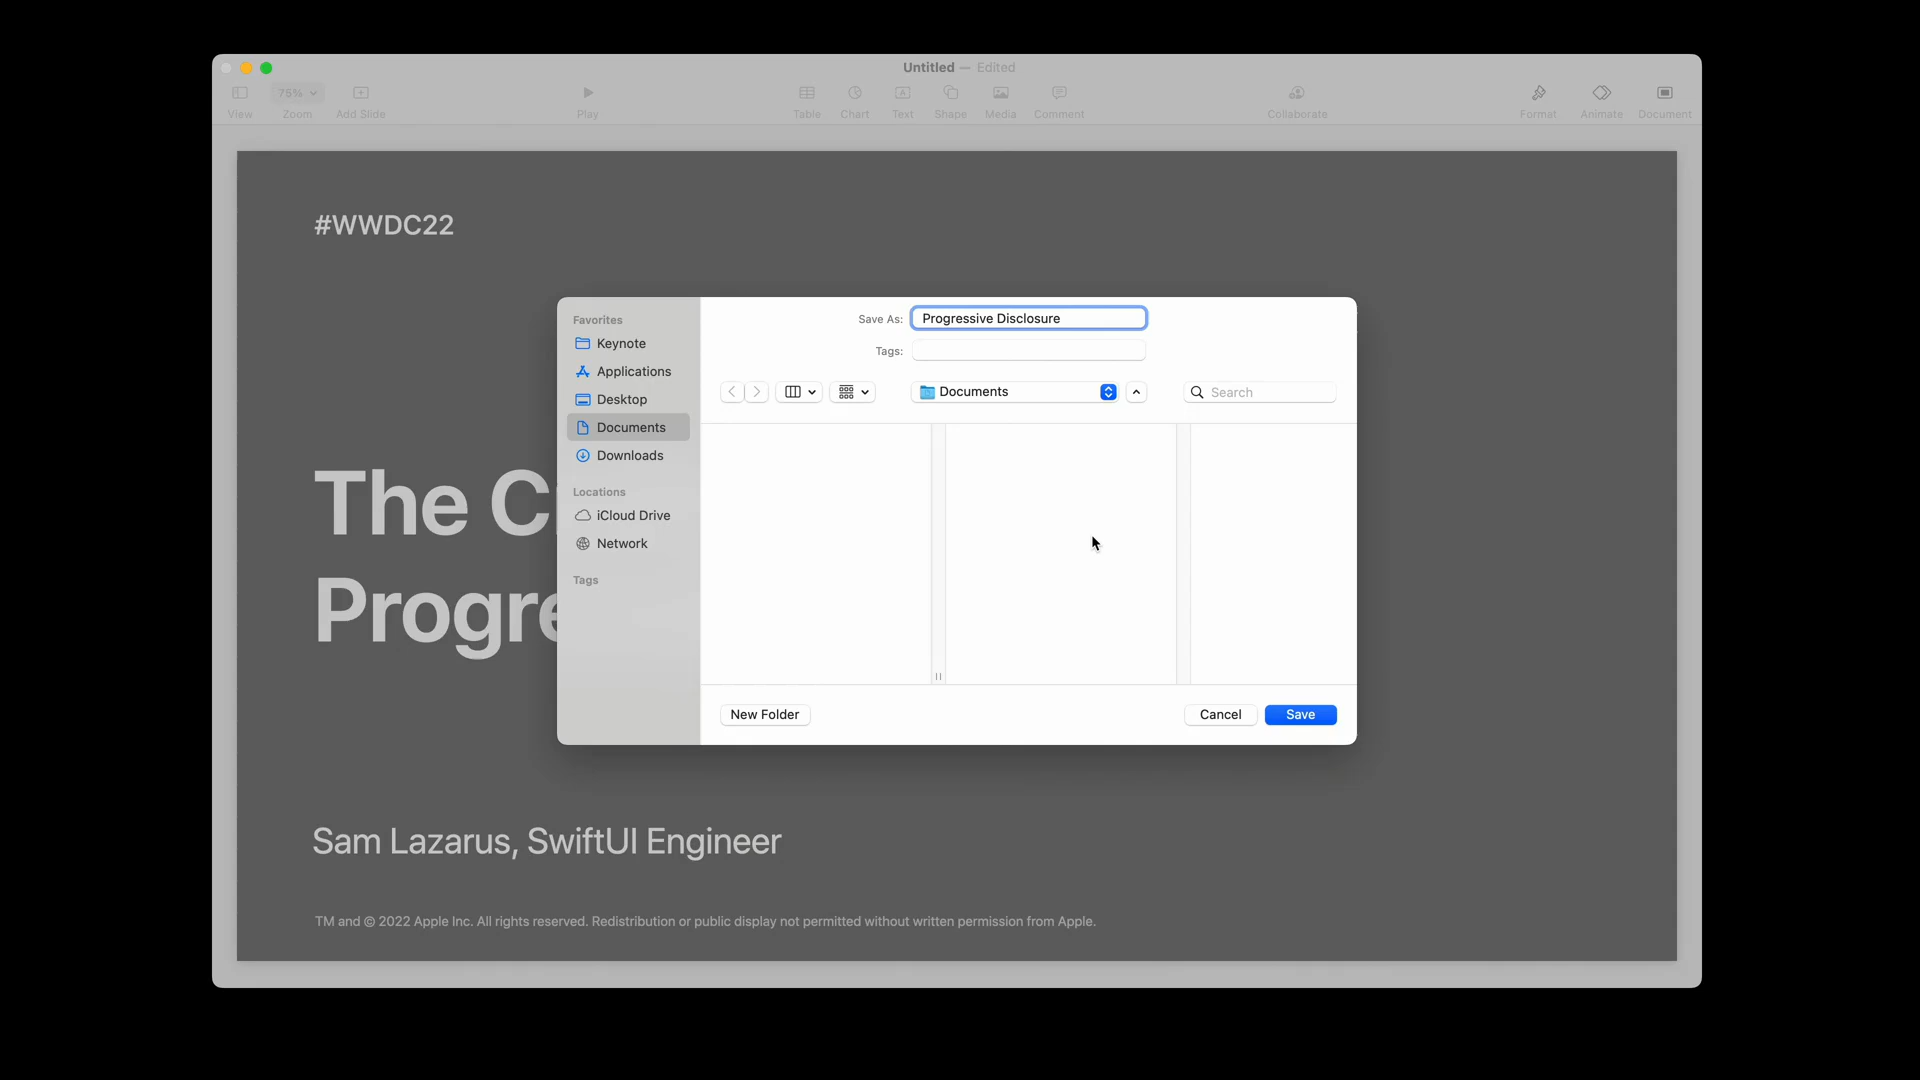 Untitled — Edited
View
75%
Zoom
Add Slide
Play
Table
Chart
Text
Shape
Media
Comment
Collaborate
Format
Animate
Document
#WWDC22
The C
Progre
Sam Lazarus, SwiftUI Engineer
TM and © 2022 Apple Inc. All rights reserved. Redistribution or public display not permitted without written permission from Apple.
Favorites
Keynote
Applications
Desktop
Documents
Downloads
Locations
iCloud Drive
Network
Tags
Save As: Progressive Disclosure
Tags:
Documents
Search
New Folder
Cancel
Save